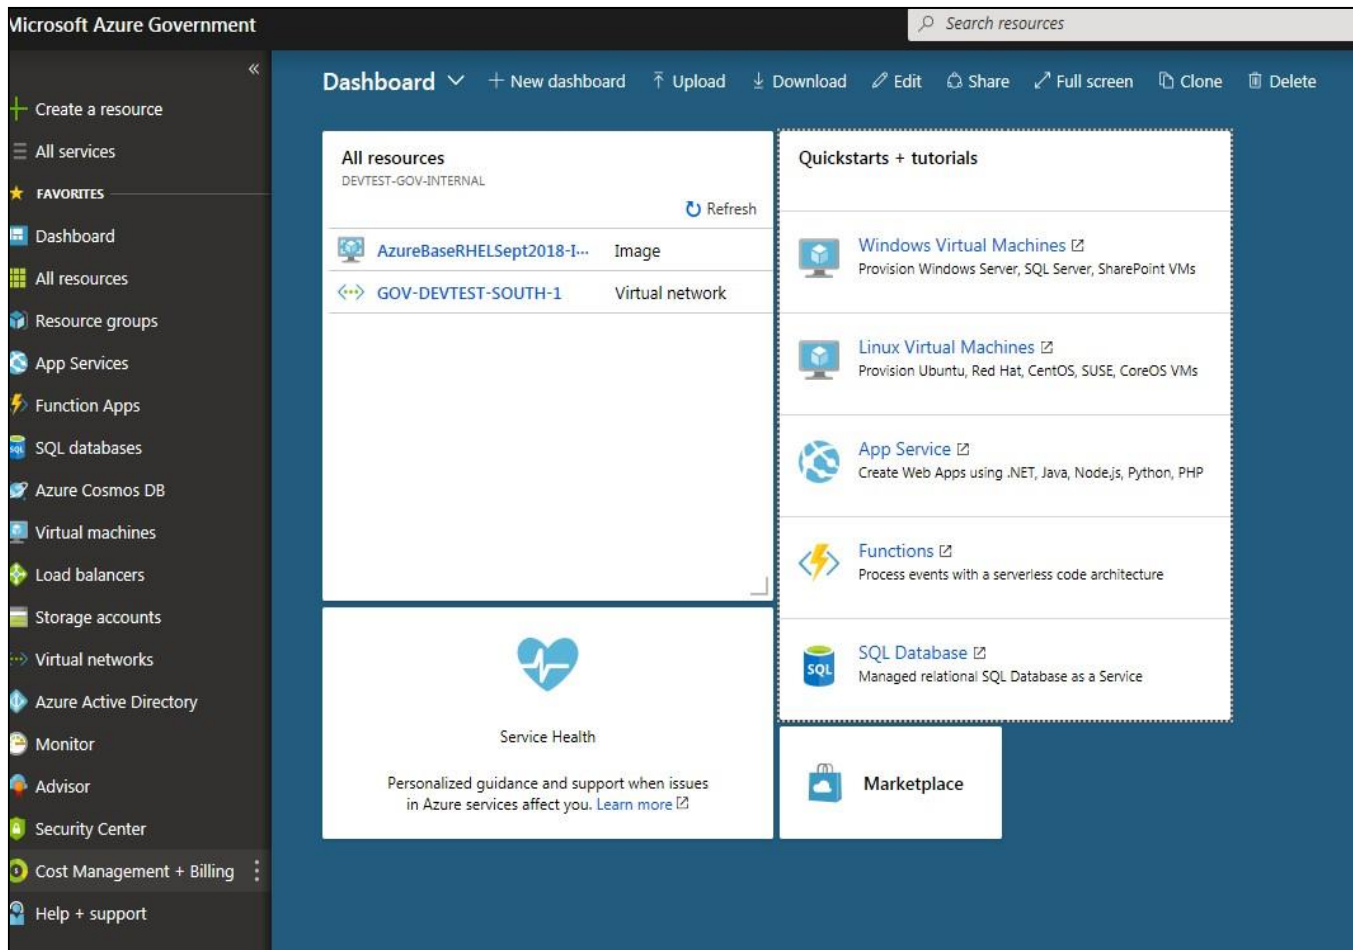 Microsoft Azure Government
Search resources
«
Create a resource
All services
FAVORITES
Dashboard
All resources
Resource groups
App Services
Function Apps
SQL databases
Azure Cosmos DB
Virtual machines
Load balancers
Storage accounts
Virtual networks
Azure Active Directory
Monitor
Advisor
Security Center
Cost Management + Billing
Help + support
Dashboard + New dashboard Upload Download Edit Share Full screen Clone Delete
All resources
DEVTEST-GOV-INTERNAL
Refresh
AzureBaseRHELSept2018-I··· Image
GOV-DEVTEST-SOUTH-1 Virtual network
Service Health
Personalized guidance and support when issues
in Azure services affect you. Learn more
Quickstarts + tutorials
Windows Virtual Machines
Provision Windows Server, SQL Server, SharePoint VMs
Linux Virtual Machines
Provision Ubuntu, Red Hat, CentOS, SUSE, CoreOS VMs
App Service
Create Web Apps using .NET, Java, Node.js, Python, PHP
Functions
Process events with a serverless code architecture
SQL
SQL Database
Managed relational SQL Database as a Service
Marketplace